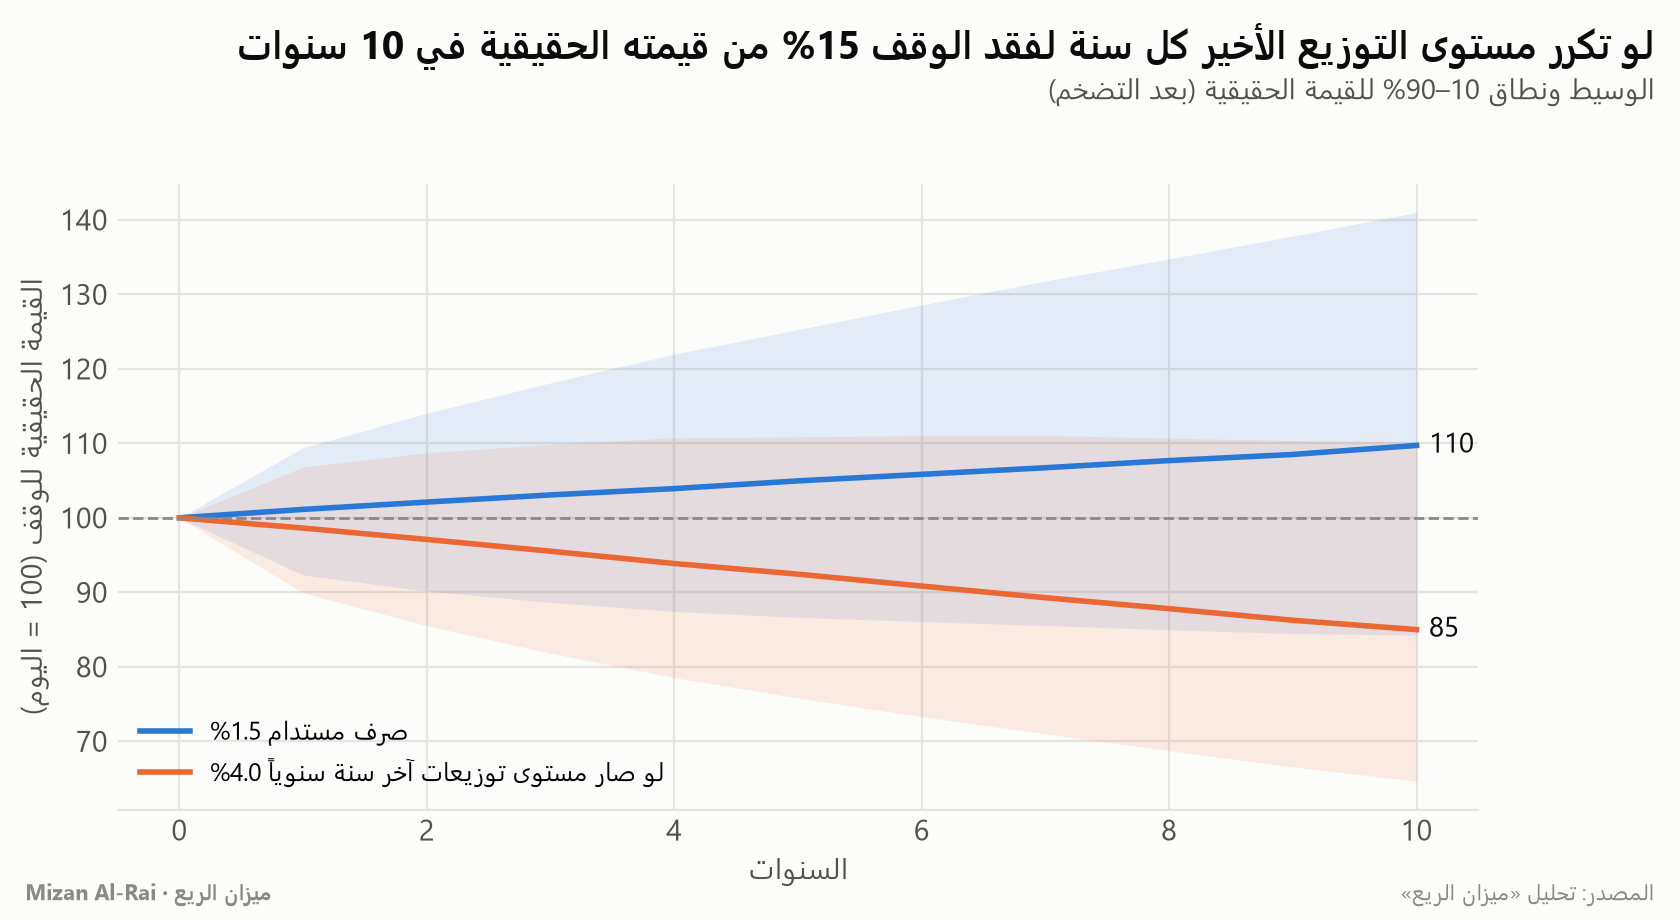 لو تكرر مستوى التوزيع الأخير كل سنة لفقد الوقف 15% من قيمته الحقيقية في 10 سنوات
الوسيط ونطاق 10–90% للقيمة الحقيقية (بعد التضخم)
القيمة الحقيقية للوقف (اليوم = 100)
140
130
120
110
100
90
80
70
110
85
صرف مستدام 1.5%
لو صار مستوى توزيعات آخر سنة سنوياً 4.0%
0 2 4 6 8 10
السنوات
المصدر: تحليل «ميزان الريع»
ميزان الريع · Mizan Al-Rai